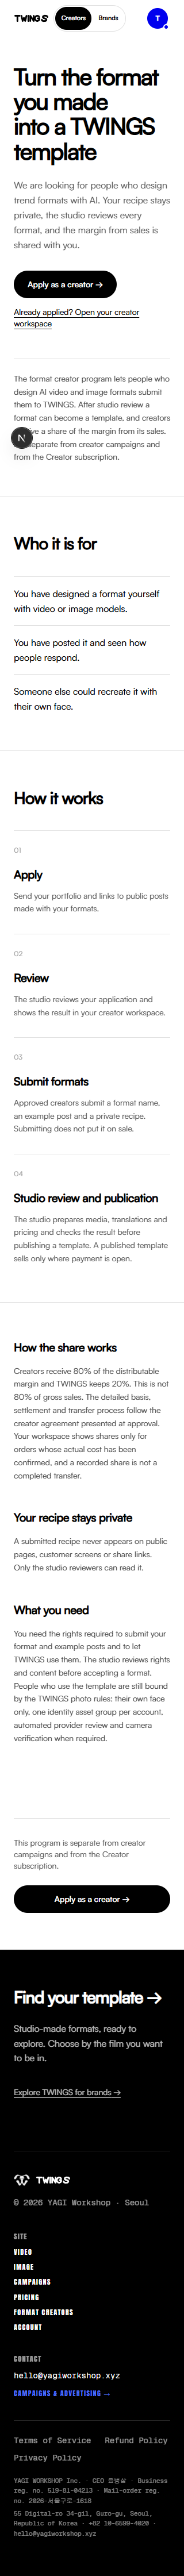 TWINGS
Creators
Brands
T
Turn the format
you made
into a TWINGS
template
We are looking for people who design
trend formats with AI. Your recipe stays
private, the studio reviews every
format, and the margin from sales is
shared with you.
Apply as a creator →
Already applied? Open your creator
workspace
The format creator program lets people who
design AI video and image formats submit
them to TWINGS. After studio review a
format can become a template, and creators
a share of the margin from its sales.
separate from creator campaigns and
from the Creator subscription.
N
Who it is for
You have designed a format yourself
with video or image models.
You have posted it and seen how
people respond.
Someone else could recreate it with
their own face.
How it works
01
Apply
Send your portfolio and links to public posts
made with your formats.
02
Review
The studio reviews your application and
shows the result in your creator workspace.
03
Submit formats
Approved creators submit a format name,
an example post and a private recipe.
Submitting does not put it on sale.
04
Studio review and publication
The studio prepares media, translations and
pricing and checks the result before
publishing a template. A published template
sells only where payment is open.
How the share works
Creators receive 80% of the distributable
margin and TWINGS keeps 20%. This is not
80% of gross sales. The detailed basis,
settlement and transfer process follow the
creator agreement presented at approval.
Your workspace shows shares only for
orders whose actual cost has been
confirmed, and a recorded share is not a
completed transfer.
Your recipe stays private
A submitted recipe never appears on public
pages, customer screens or share links.
Only the studio reviewers can read it.
What you need
You need the rights required to submit your
format and example posts and to let
TWINGS use them. The studio reviews rights
and content before accepting a format.
People who use the template are still bound
by the TWINGS photo rules: their own face
only, one identity asset group per account,
automated provider review and camera
verification when required.
This program is separate from creator
campaigns and from the Creator
subscription.
Apply as a creator →
Find your template →
Studio-made formats, ready to
explore. Choose by the film you want
to be in.
Explore TWINGS for brands →
TWINGS
© 2026 YAGI Workshop · Seoul
SITE
VIDEO
IMAGE
CAMPAIGNS
PRICING
FORMAT CREATORS
ACCOUNT
CONTACT
hello@yagiworkshop.xyz
CAMPAIGNS & ADVERTISING →
Terms of Service Refund Policy
Privacy Policy
YAGI WORKSHOP Inc. · CEO · Business
reg. no. 519-81-04213 · Mail-order reg.
no. 2026-서울구로-1618
55 Digital-ro 34-gil, Guro-gu, Seoul,
Republic of Korea · +82 10-6599-4020 ·
hello@yagiworkshop.xyz